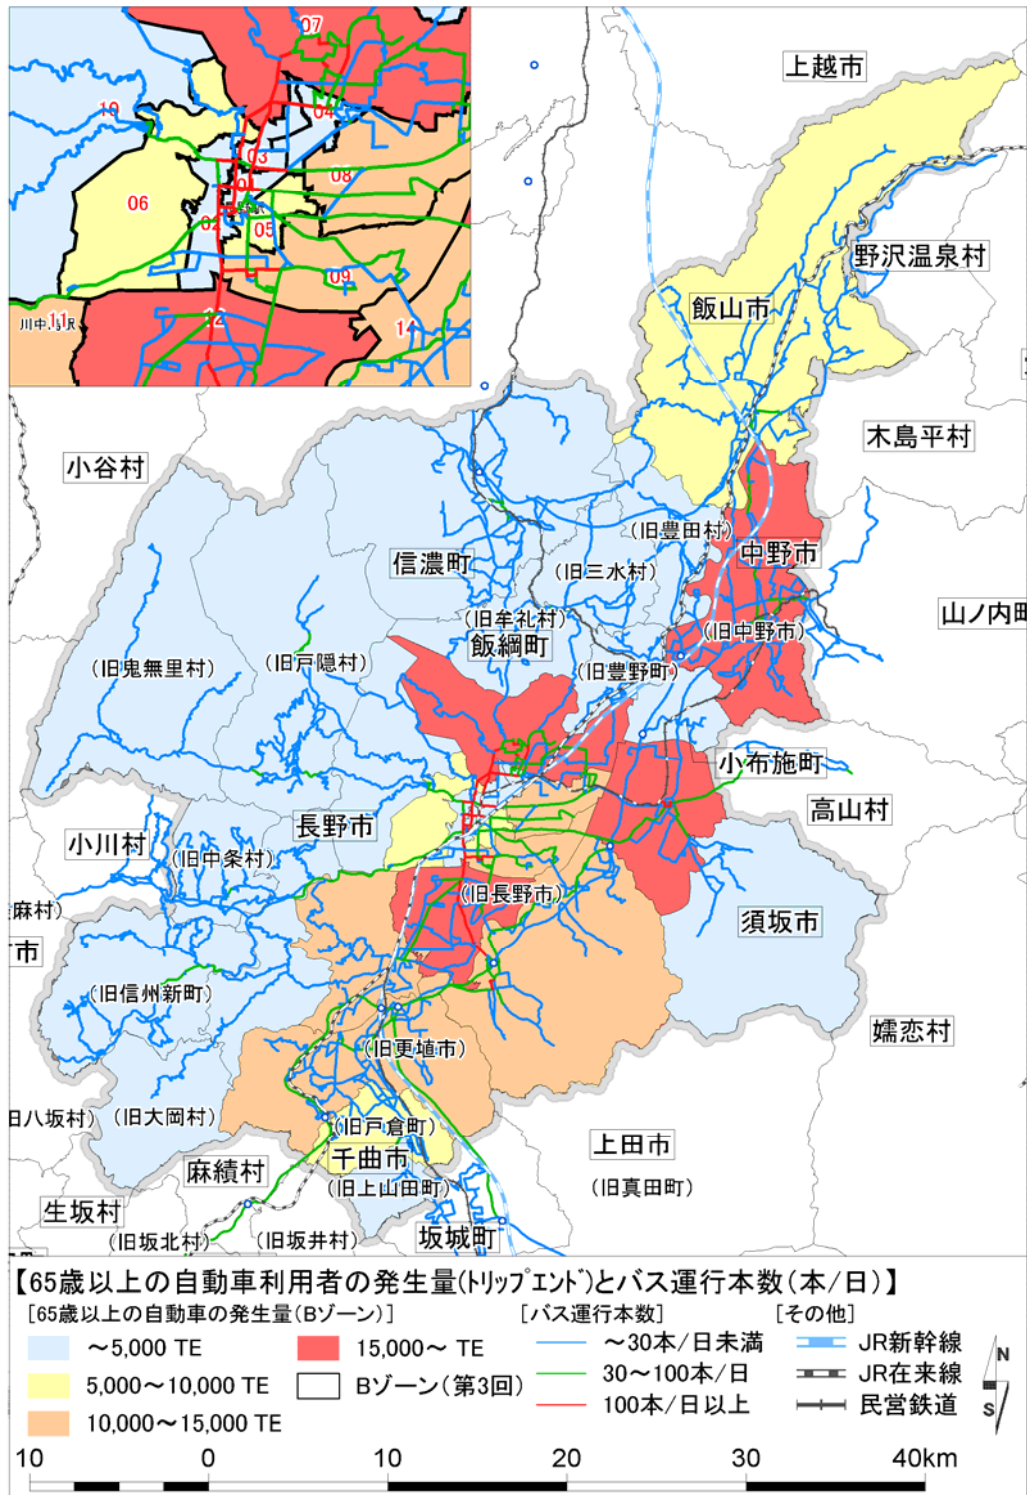 07
10
04
03
08
06
01
02
05
09
11
12
14
上越市
野沢温泉村
飯山市
木島平村
小谷村
(旧豊田村)
中野市
信濃町
(旧三水村)
山ノ内町
(旧牟礼村)
(旧中野市)
飯綱町
(旧鬼無里村)
(旧戸隠村)
(旧豊野町)
小布施町
高山村
長野市
小川村
(旧中条村)
(旧長野市)
麻村)
須坂市
市
(旧信州新町)
嬬恋村
(旧更埴市)
旧八坂村)
(旧大岡村)
(旧戸倉町)
上田市
千曲市
麻績村
(旧上山田町)
(旧真田町)
生坂村
(旧坂北村)
(旧坂井村)
坂城町
【65歳以上の自動車利用者の発生量(トリップエンド)とバス運行本数(本/日)】
[65歳以上の自動車の発生量(Bゾーン)]
[バス運行本数]
[その他]
~5,000 TE
15,000~ TE
~30本/日未満
JR新幹線
5,000~10,000 TE
Bゾーン(第3回)
30~100本/日
JR在来線
10,000~15,000 TE
100本/日以上
民営鉄道
N
S
10 0 10 20 30 40km